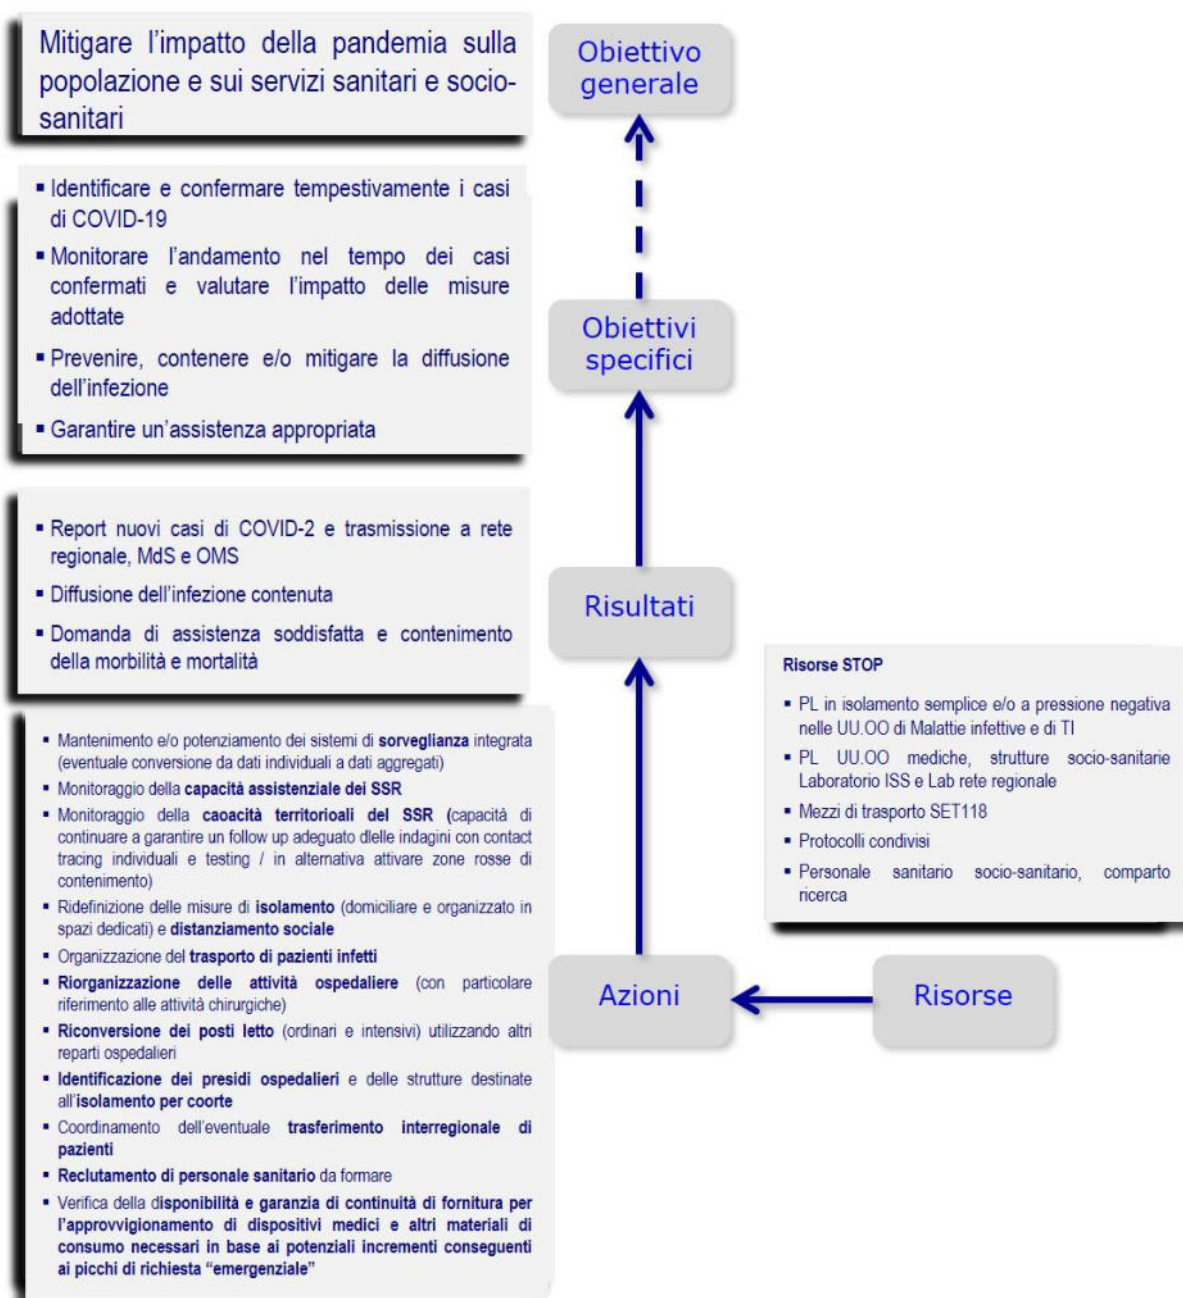 Mitigare l'impatto della pandemia sulla
popolazione e sui servizi sanitari e socio-
sanitari
Obiettivo
generale
▪ Identificare e confermare tempestivamente i casi
di COVID-19
▪ Monitorare l'andamento nel tempo dei casi
confermati e valutare l'impatto delle misure
adottate
▪ Prevenire, contenere e/o mitigare la diffusione
dell'infezione
▪ Garantire un'assistenza appropriata
Obiettivi
specifici
▪ Report nuovi casi di COVID-2 e trasmissione a rete
regionale, MdS e OMS
▪ Diffusione dell'infezione contenuta
▪ Domanda di assistenza soddisfatta e contenimento
della morbilità e mortalità
Risultati
▪ Mantenimento e/o potenziamento dei sistemi di sorveglianza integrata
(eventuale conversione da dati individuali a dati aggregati)
▪ Monitoraggio della capacità assistenziale dei SSR
▪ Monitoraggio della caoacità territorioali del SSR (capacità di
continuare a garantire un follow up adeguato dlelle indagini con contact
tracing individuali e testing / in alternativa attivare zone rosse di
contenimento)
▪ Ridefinizione delle misure di isolamento (domiciliare e organizzato in
spazi dedicati) e distanziamento sociale
▪ Organizzazione del trasporto di pazienti infetti
▪ Riorganizzazione delle attività ospedaliere (con particolare
riferimento alle attività chirurgiche)
▪ Riconversione dei posti letto (ordinari e intensivi) utilizzando altri
reparti ospedalieri
▪ Identificazione dei presidi ospedalieri e delle strutture destinate
all'isolamento per coorte
▪ Coordinamento dell'eventuale trasferimento interregionale di
pazienti
▪ Reclutamento di personale sanitario da formare
▪ Verifica della disponibilità e garanzia di continuità di fornitura per
l'approvvigionamento di dispositivi medici e altri materiali di
consumo necessari in base ai potenziali incrementi conseguenti
ai picchi di richiesta "emergenziale"
Azioni
Risorse STOP
▪ PL in isolamento semplice e/o a pressione negativa
nelle UU.OO di Malattie infettive e di TI
▪ PL UU.OO mediche, strutture socio-sanitarie
Laboratorio ISS e Lab rete regionale
▪ Mezzi di trasporto SET118
▪ Protocolli condivisi
▪ Personale sanitario socio-sanitario, comparto
ricerca
Risorse